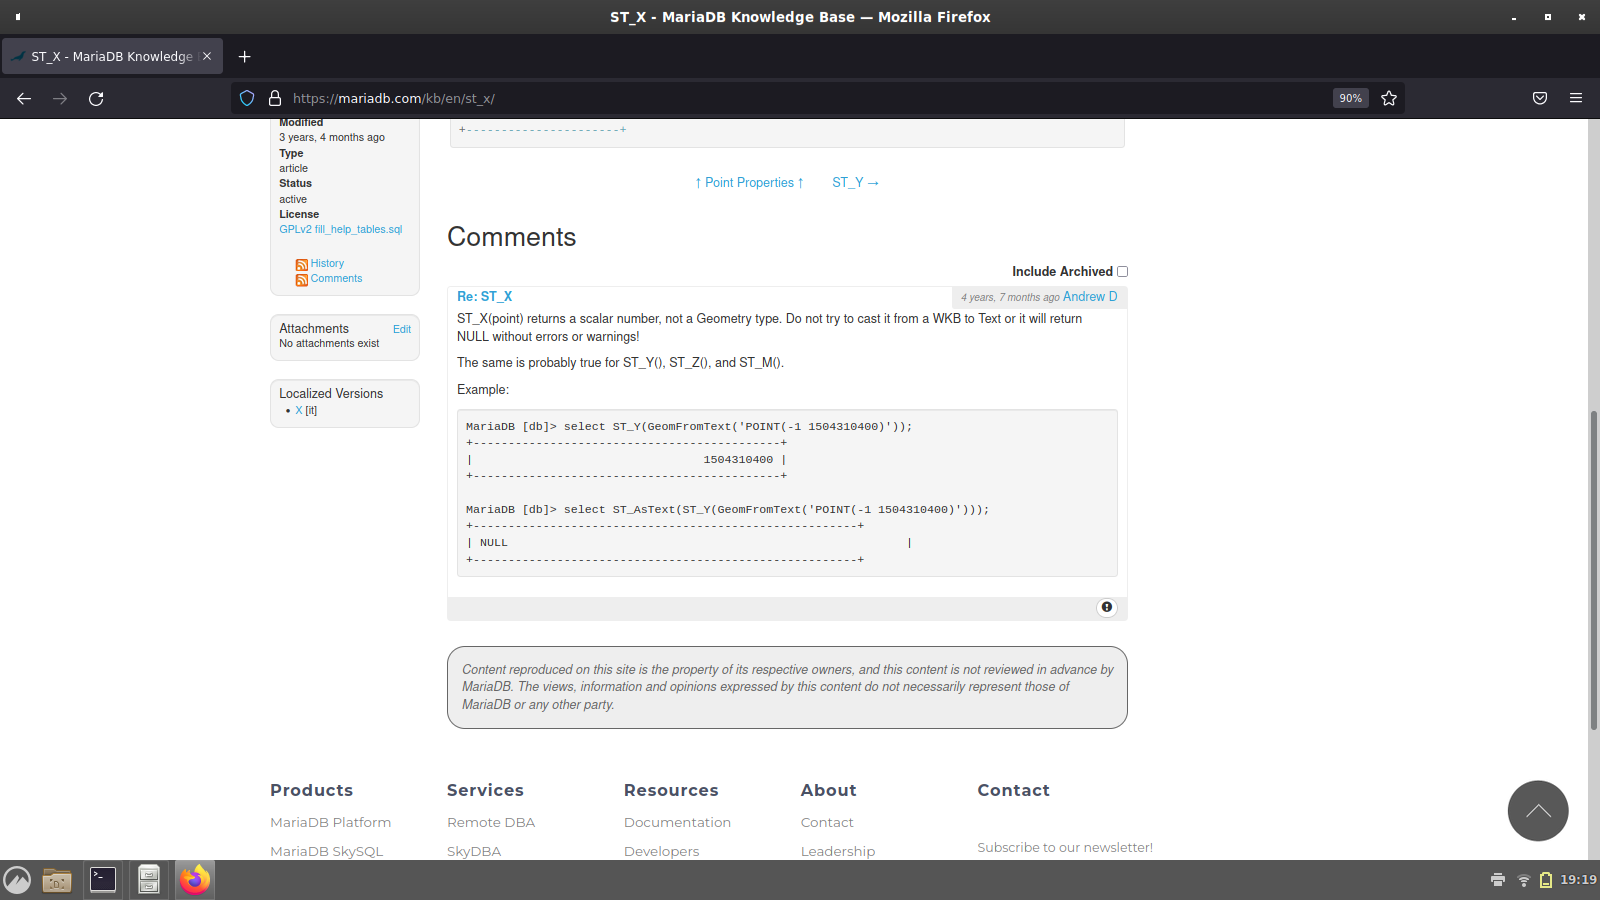 ST_X - MariaDB Knowledge Base — Mozilla Firefox
ST_X - MariaDB Knowledge
https://mariadb.com/kb/en/st_x/
90%
Modified
3 years, 4 months ago
Type
article
Status
active
License
GPLv2 fill_help_tables.sql
History
Comments
Attachments
Edit
No attachments exist
Localized Versions
• X [it]
+----------------------+
↑ Point Properties ↑
ST_Y →
Comments
Include Archived
Re: ST_X
4 years, 7 months ago Andrew D
ST_X(point) returns a scalar number, not a Geometry type. Do not try to cast it from a WKB to Text or it will return
NULL without errors or warnings!
The same is probably true for ST_Y(), ST_Z(), and ST_M().
Example:
MariaDB [db]> select ST_Y(GeomFromText('POINT(-1 1504310400)'));
+--------------------------------------------+
|                                 1504310400 |
+--------------------------------------------+
MariaDB [db]> select ST_AsText(ST_Y(GeomFromText('POINT(-1 1504310400)')));
+-------------------------------------------------------+
| NULL                                                         |
+-------------------------------------------------------+
Content reproduced on this site is the property of its respective owners, and this content is not reviewed in advance by
MariaDB. The views, information and opinions expressed by this content do not necessarily represent those of
MariaDB or any other party.
Products
MariaDB Platform
MariaDB SkySQL
Services
Remote DBA
SkyDBA
Resources
Documentation
Developers
About
Contact
Leadership
Contact
Subscribe to our newsletter!
19:19